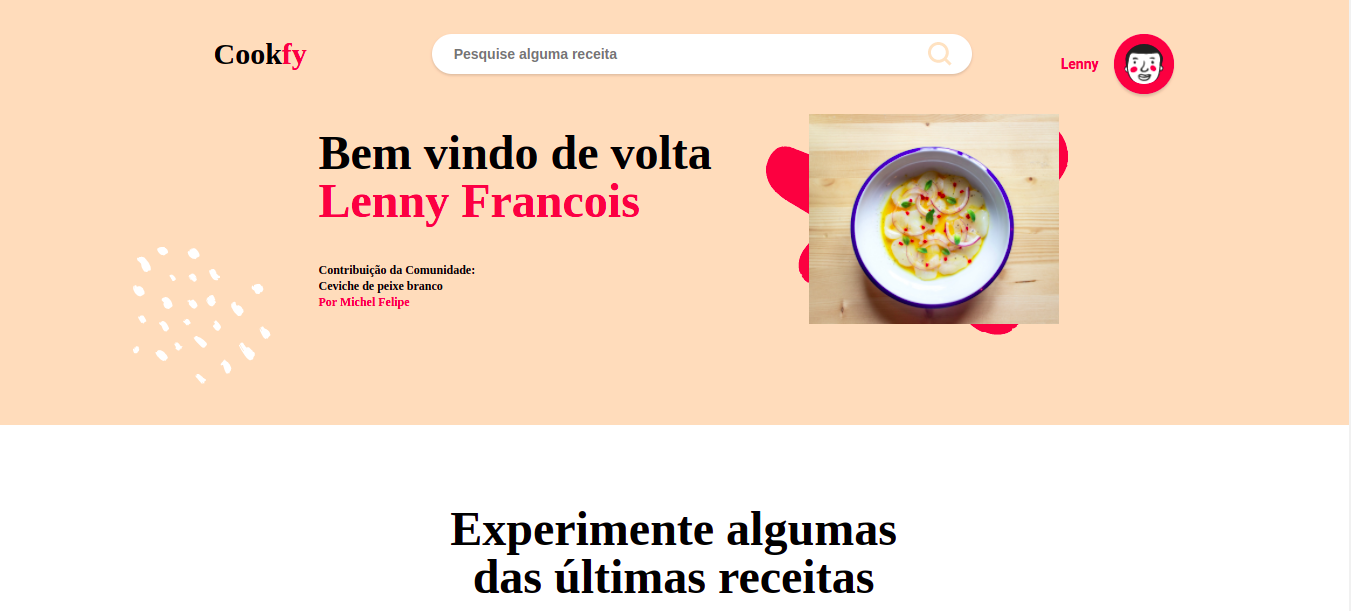 Cookfy
Pesquise alguma receita
Lenny
Bem vindo de volta
Lenny Francois
Contribuição da Comunidade:
Ceviche de peixe branco
Por Michel Felipe
Experimente algumas
das últimas receitas